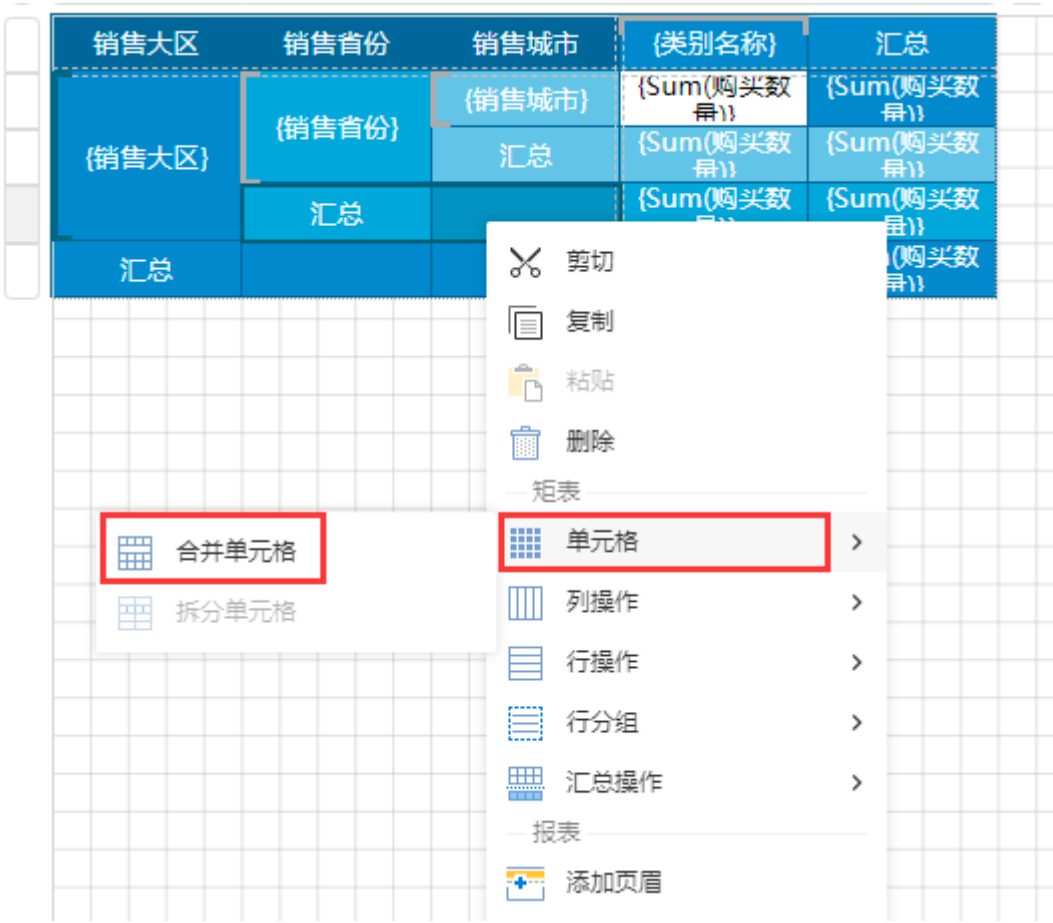 销售大区 销售省份 销售城市 {类别名称} 汇总
{销售大区} {销售省份} {销售城市} {Sum(购买数量)} {Sum(购买数量)}
汇总 {Sum(购买数量)} {Sum(购买数量)}
汇总 {Sum(购买数 {Sum(购买数量)}
汇总 (购买数量)}
剪切
复制
粘贴
删除
矩表
单元格
合并单元格
拆分单元格
列操作
行操作
行分组
汇总操作
报表
添加页眉